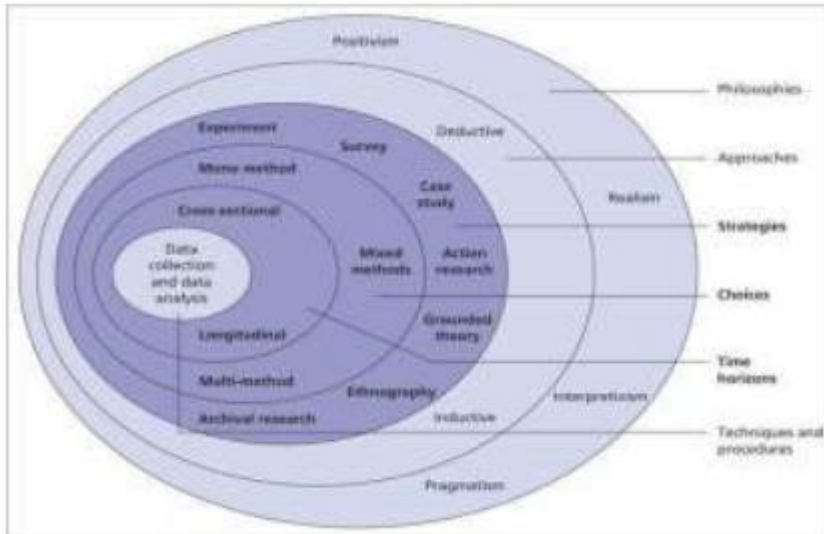 Positivism
Philosophies
Experiment
Deductive
Survey
Mono method
Approaches
Case
study
Realism
Cross-sectional
Strategies
Data
collection
and data
analysis
Mixed
methods
Action
research
Choices
Longitudinal
Grounded
theory
Time
horizons
Multi-method
Ethnography
Interpretivism
Archival research
Inductive
Techniques and
procedures
Pragmatism